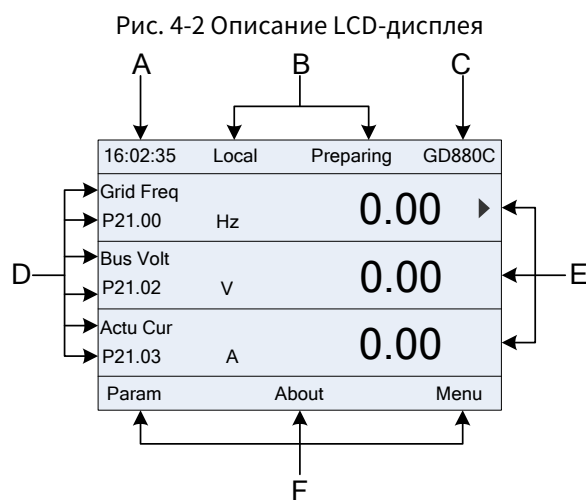 Рис. 4-2 Описание LCD-дисплея
A B C
16:02:35 Local Preparing GD880C
Grid Freq
P21.00 Hz 0.00
Bus Volt
P21.02 V 0.00
Actu Cur
P21.03 A 0.00
D E
Param About Menu
F